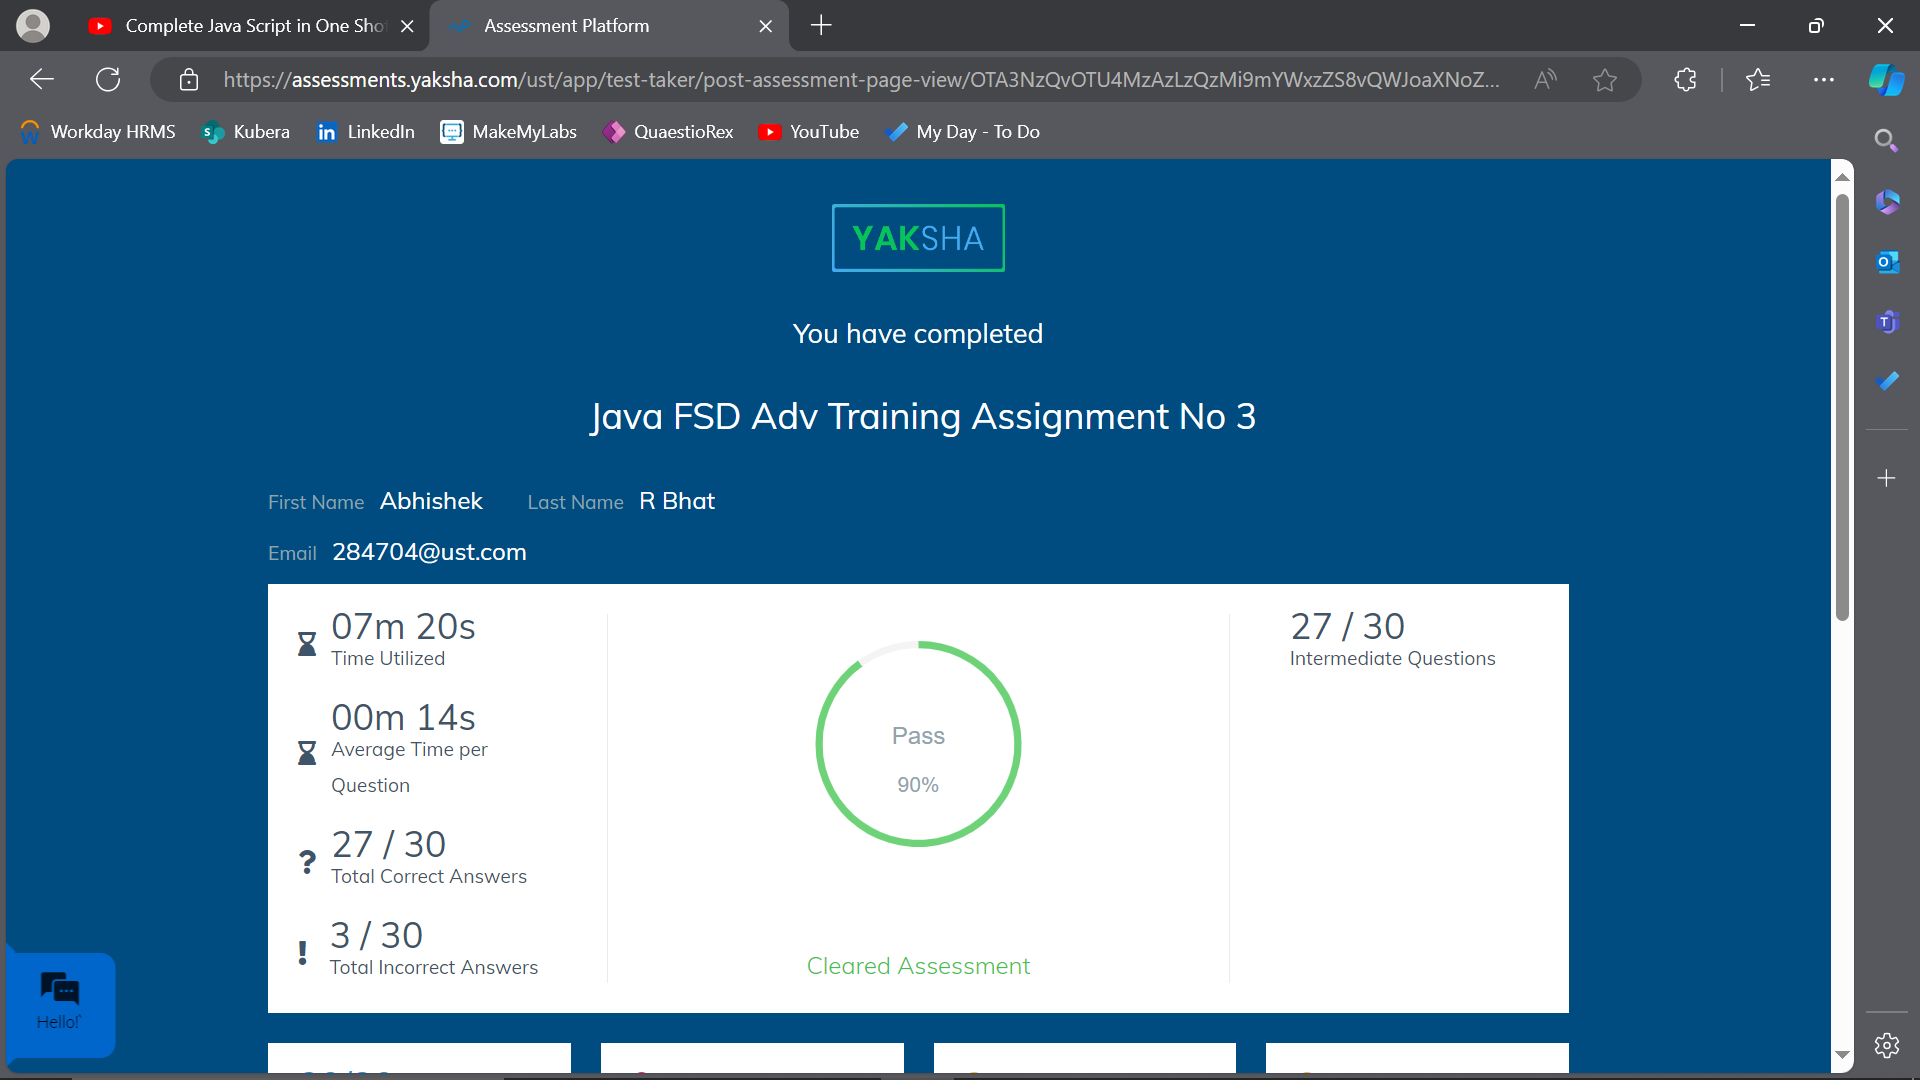 Complete Java Script in One Sho
Assessment Platform
https://assessments.yaksha.com/ust/app/test-taker/post-assessment-page-view/OTA3NzQvOTU4MzAzLzQzMi9mYWxzZS8vQWJoaXNoZ...
Workday HRMS
Kubera
LinkedIn
MakeMyLabs
QuaestioRex
YouTube
My Day - To Do
YAKSHA
You have completed
Java FSD Adv Training Assignment No 3
First Name Abhishek Last Name R Bhat
Email 284704@ust.com
07m 20s
Time Utilized
00m 14s
Average Time per
Question
27 / 30
Total Correct Answers
3 / 30
Total Incorrect Answers
Pass
90%
Cleared Assessment
27 / 30
Intermediate Questions
Hello!`